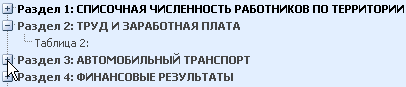 Раздел 1: СПИСОЧНАЯ ЧИСЛЕННОСТЬ РАБОТНИКОВ ПО ТЕРРИТОРИИ
Раздел 2: ТРУД И ЗАРАБОТНАЯ ПЛАТА
Таблица 2:
Раздел 3: АВТОМОБИЛЬНЫЙ ТРАНСПОРТ
Раздел 4: ФИНАНСОВЫЕ РЕЗУЛЬТАТЫ